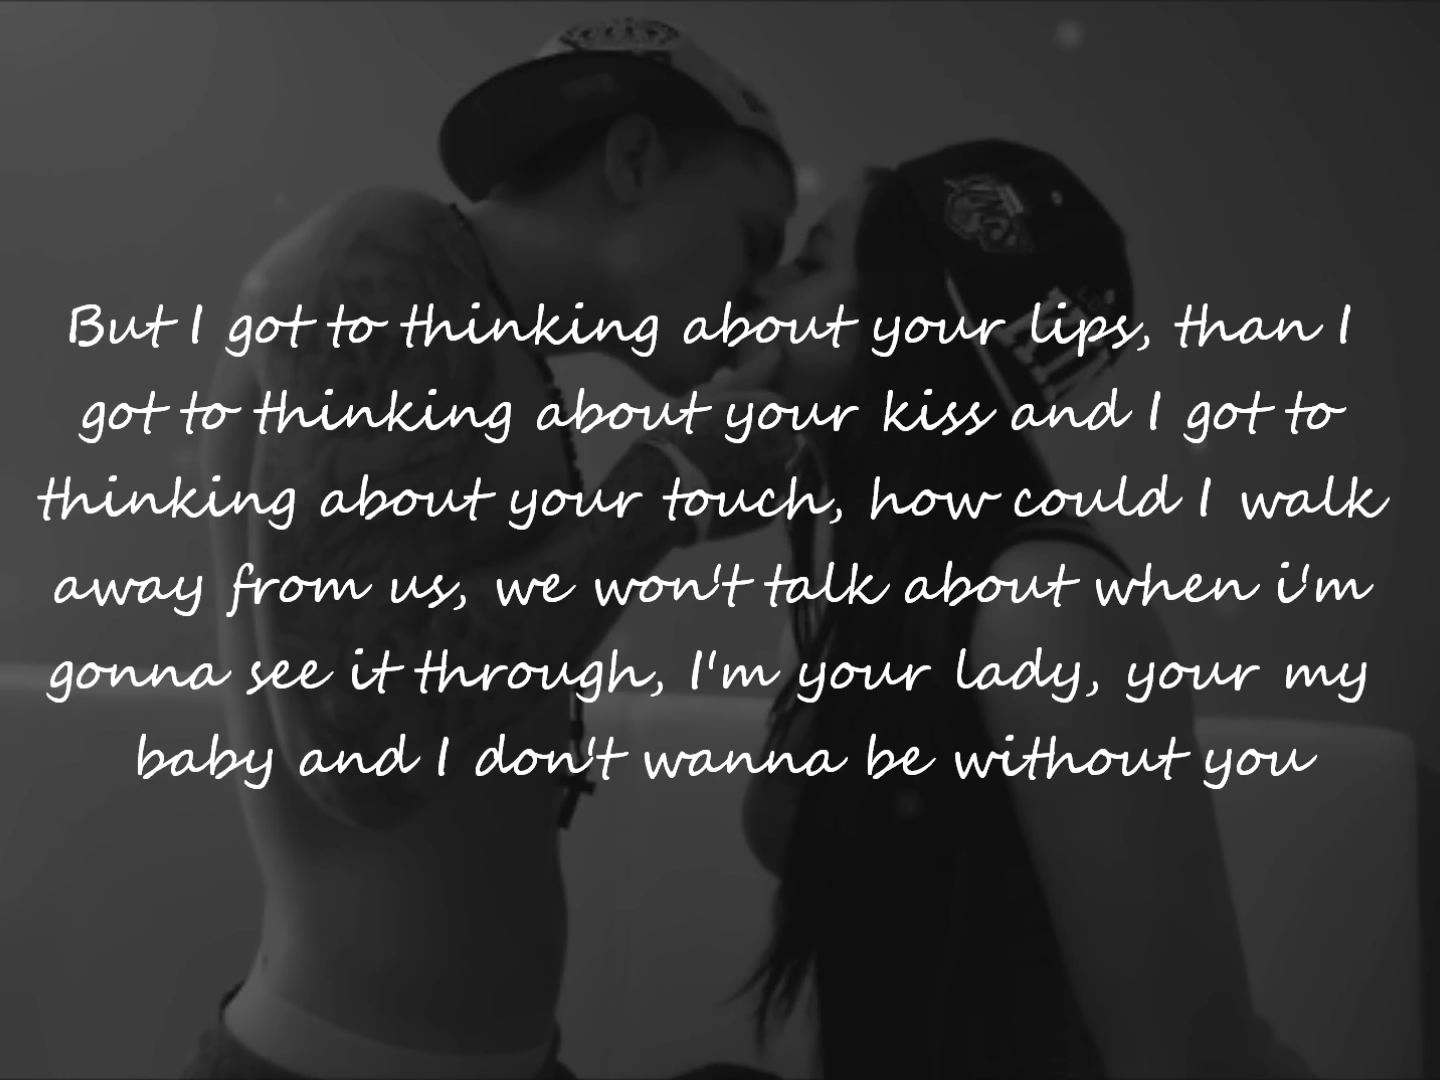 But I got to thinking about your lips, than I
got to thinking about your kiss and I got to
thinking about your touch, how could I walk
away from us, we won't talk about when i'm
gonna see it through, I'm your lady, your my
baby and I don't wanna be without you